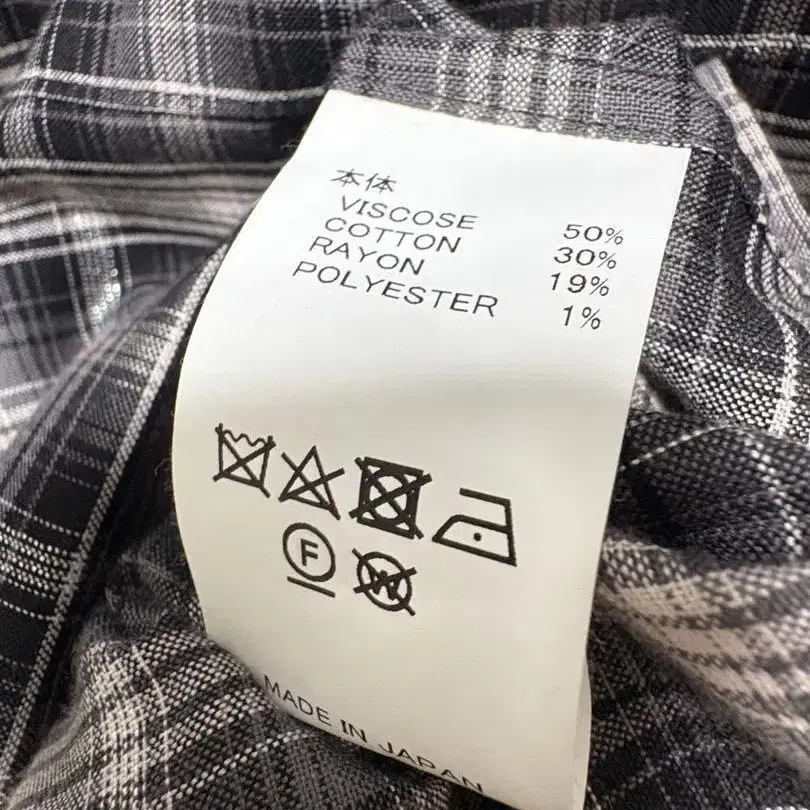 本体
VISCOSE 50%
COTTON 30%
RAYON 19%
POLYESTER 1%
F W
MADE IN JAPAN